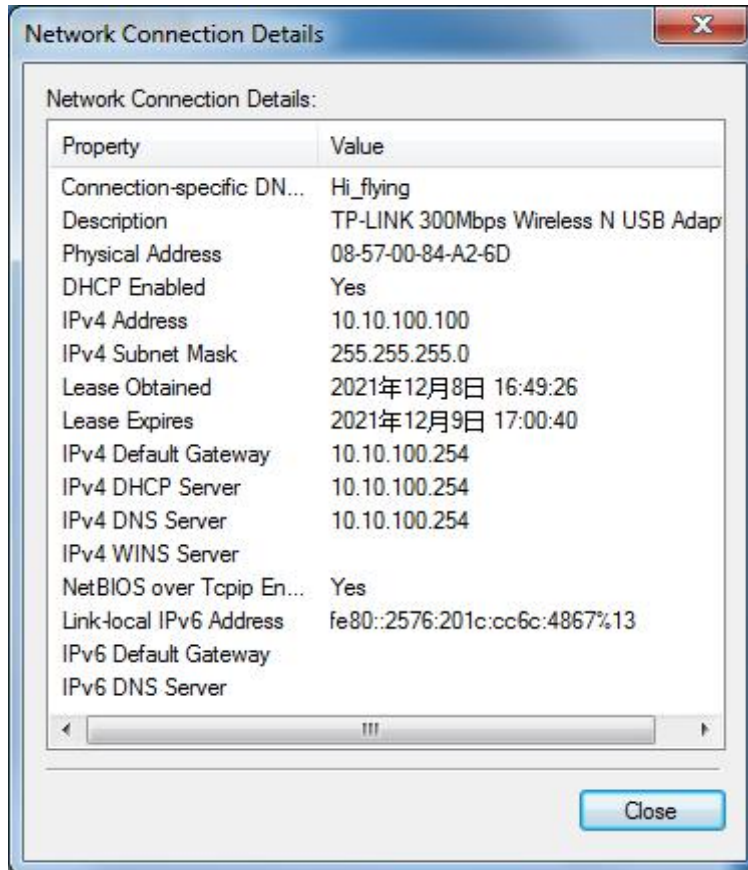 Network Connection Details
Network Connection Details:
Property Value
Connection-specific DN... Hi_flying
Description TP-LINK 300Mbps Wireless N USB Adap
Physical Address 08-57-00-84-A2-6D
DHCP Enabled Yes
IPv4 Address 10.10.100.100
IPv4 Subnet Mask 255.255.255.0
Lease Obtained 2021年12月8日 16:49:26
Lease Expires 2021年12月9日 17:00:40
IPv4 Default Gateway 10.10.100.254
IPv4 DHCP Server 10.10.100.254
IPv4 DNS Server 10.10.100.254
IPv4 WINS Server
NetBIOS over Tcpip En... Yes
Link-local IPv6 Address fe80::2576:201c:cc6c:4867%13
IPv6 Default Gateway
IPv6 DNS Server
Close